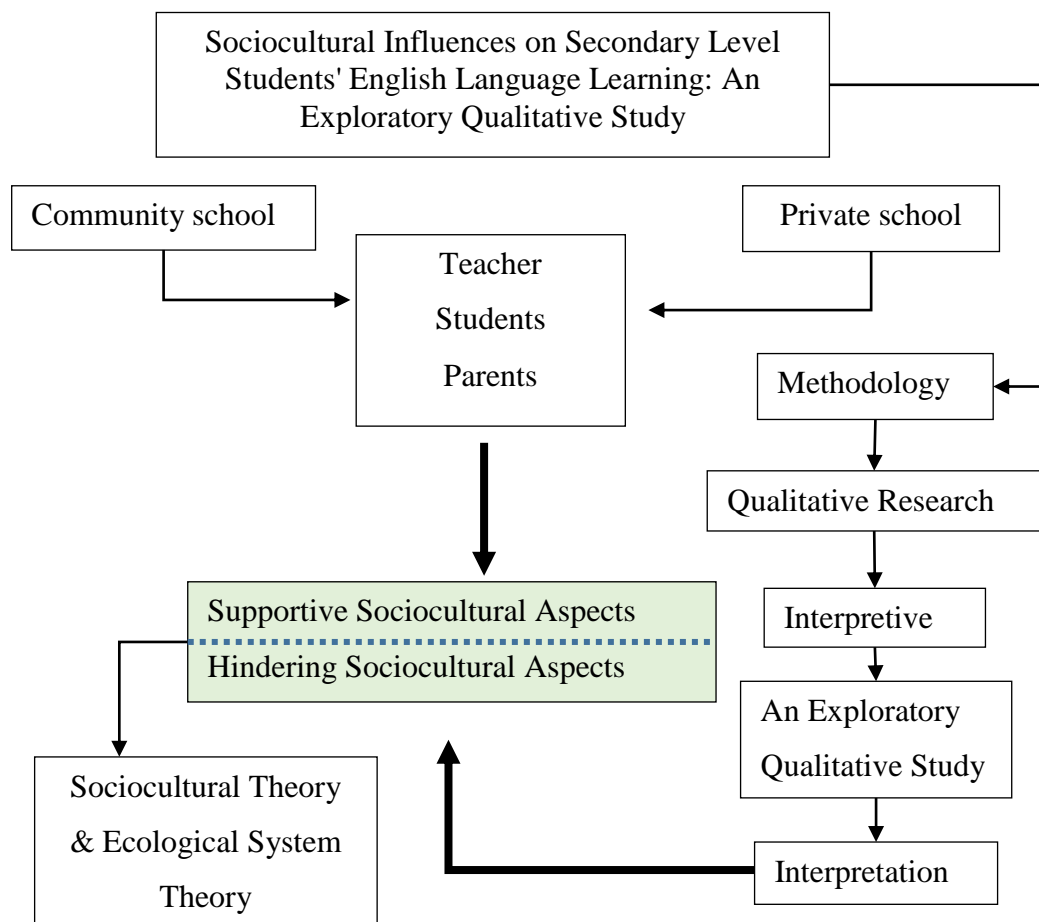 Sociocultural Influences on Secondary Level
Students' English Language Learning: An
Exploratory Qualitative Study
Community school
Private school
Teacher
Students
Parents
Methodology
Qualitative Research
Interpretive
An Exploratory
Qualitative Study
Interpretation
Supportive Sociocultural Aspects
Hindering Sociocultural Aspects
Sociocultural Theory
& Ecological System
Theory